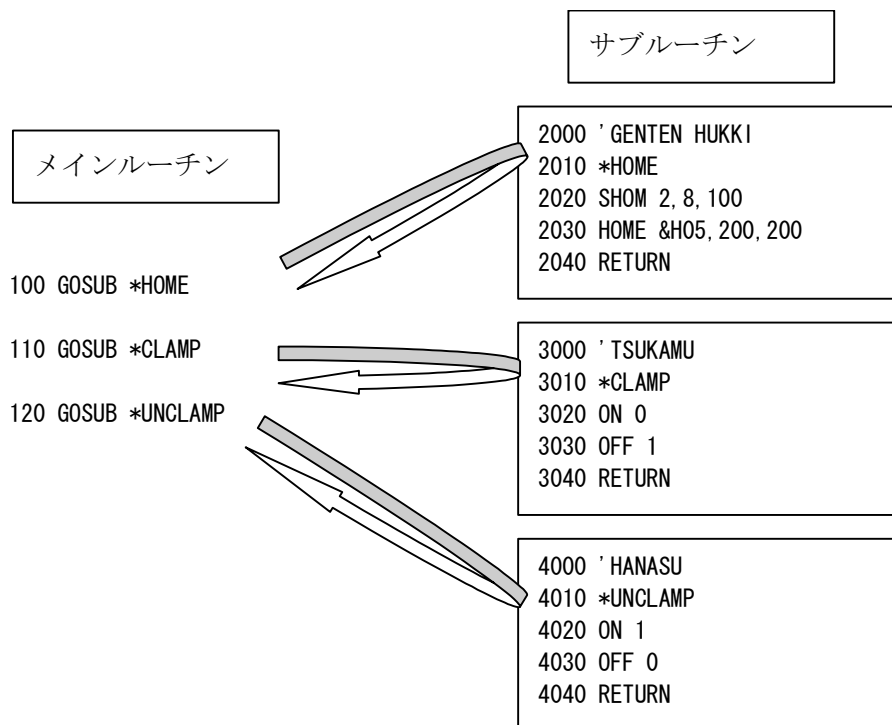 サブルーチン
メインルーチン
100 GOSUB *HOME
110 GOSUB *CLAMP
120 GOSUB *UNCLAMP
2000 'GENTEN HUKKI
2010 *HOME
2020 SHOM 2,8,100
2030 HOME &H05,200,200
2040 RETURN
3000 'TSUKAMU
3010 *CLAMP
3020 ON 0
3030 OFF 1
3040 RETURN
4000 'HANASU
4010 *UNCLAMP
4020 ON 1
4030 OFF 0
4040 RETURN